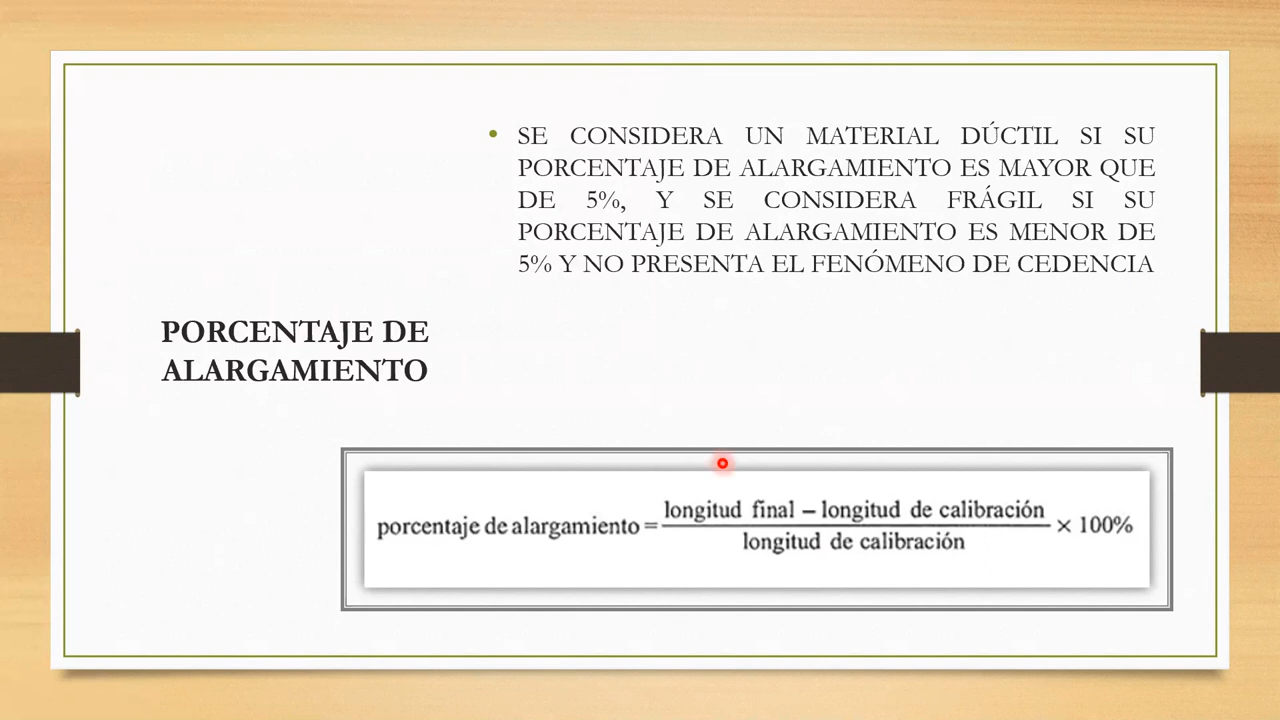 SE CONSIDERA UN MATERIAL DÚCTIL SI SU
PORCENTAJE DE ALARGAMIENTO ES MAYOR QUE
DE 5%, Y SE CONSIDERA FRÁGIL SI SU
PORCENTAJE DE ALARGAMIENTO ES MENOR DE
5% Y NO PRESENTA EL FENÓMENO DE CEDENCIA
PORCENTAJE DE
ALARGAMIENTO
longitud final – longitud de calibración
porcentaje de alargamiento = × 100%
longitud de calibración